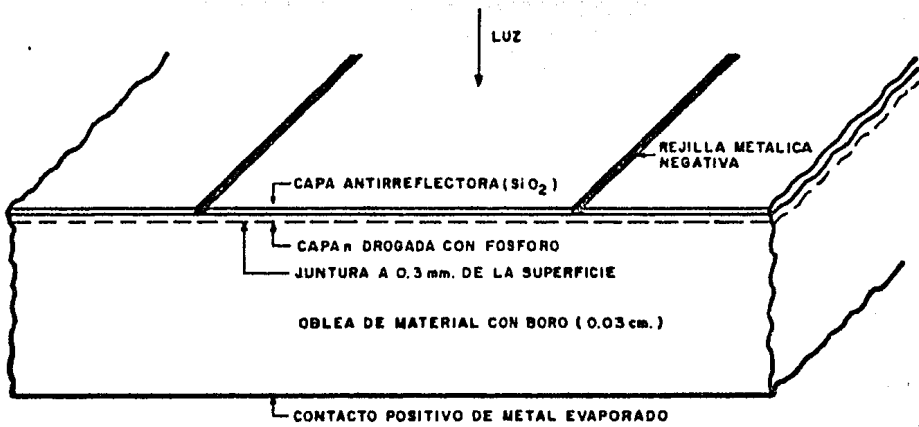 LUZ
REJILLA METALICA
NEGATIVA
CAPA ANTIRREFLECTORA (SiO₂)
CAPA n DROGADA CON FOSFORO
JUNTURA A 0.3 mm. DE LA SUPERFICIE
OBLEA DE MATERIAL CON BORO (0.03 cm.)
CONTACTO POSITIVO DE METAL EVAPORADO